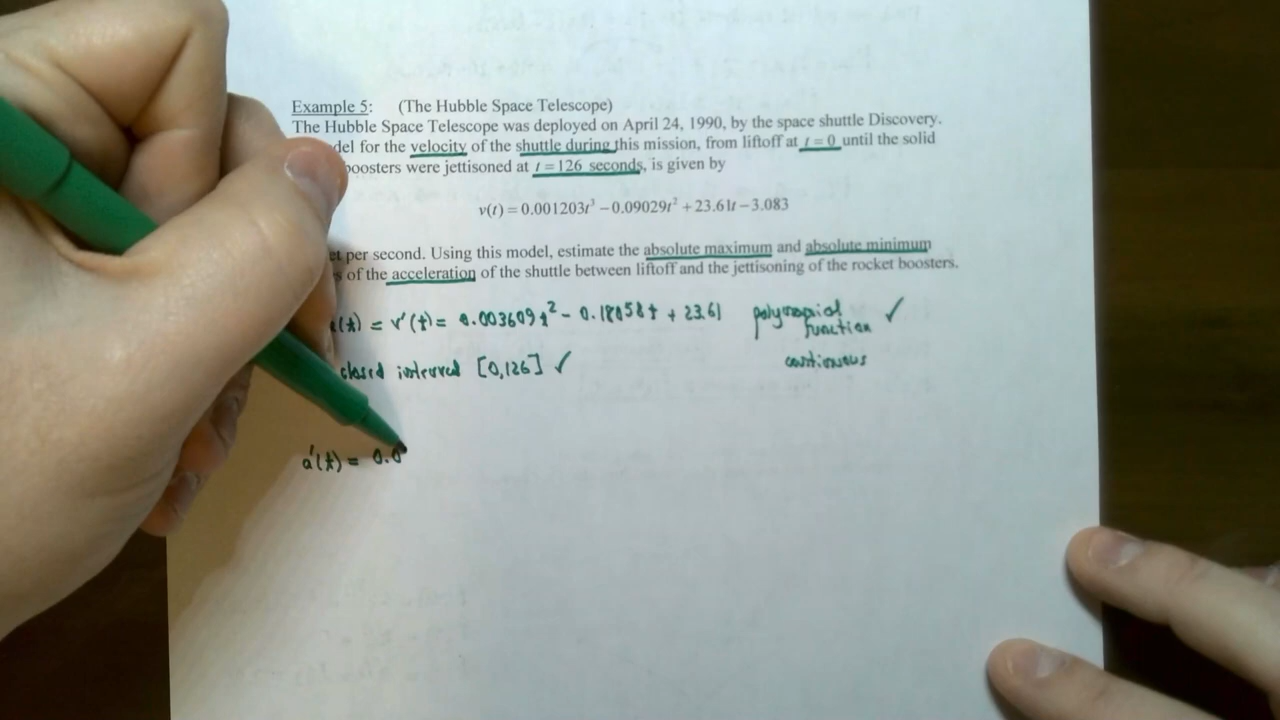 Example 5: (The Hubble Space Telescope)
The Hubble Space Telescope was deployed on April 24, 1990, by the space shuttle Discovery.
del for the velocity of the shuttle during this mission, from liftoff at t = 0 until the solid
boosters were jettisoned at t = 126 seconds, is given by
v(t) = 0.001203t³ − 0.09029t² + 23.61t − 3.083
et per second. Using this model, estimate the absolute maximum and absolute minimum
s of the acceleration of the shuttle between liftoff and the jettisoning of the rocket boosters.
a(t) = v'(t) = 0.003609t² − 0.18058t + 23.61 polynomial function ✓
closed interval [0,126] ✓ continuous
a'(t) = 0.0